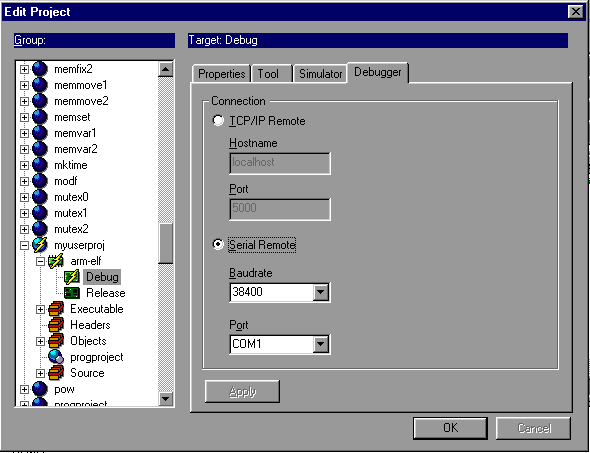 Edit Project
Group:
Target: Debug
memfix2
memmove1
memmove2
memset
memvar1
memvar2
mktime
modf
mutex0
mutex1
mutex2
myuserproj
arm-elf
Debug
Release
Executable
Headers
Objects
progproject
Source
pow
progproject
Properties Tool Simulator Debugger
Connection
TCP/IP Remote
Hostname
localhost
Port
5000
Serial Remote
Baudrate
38400
Port
COM1
Apply
OK Cancel